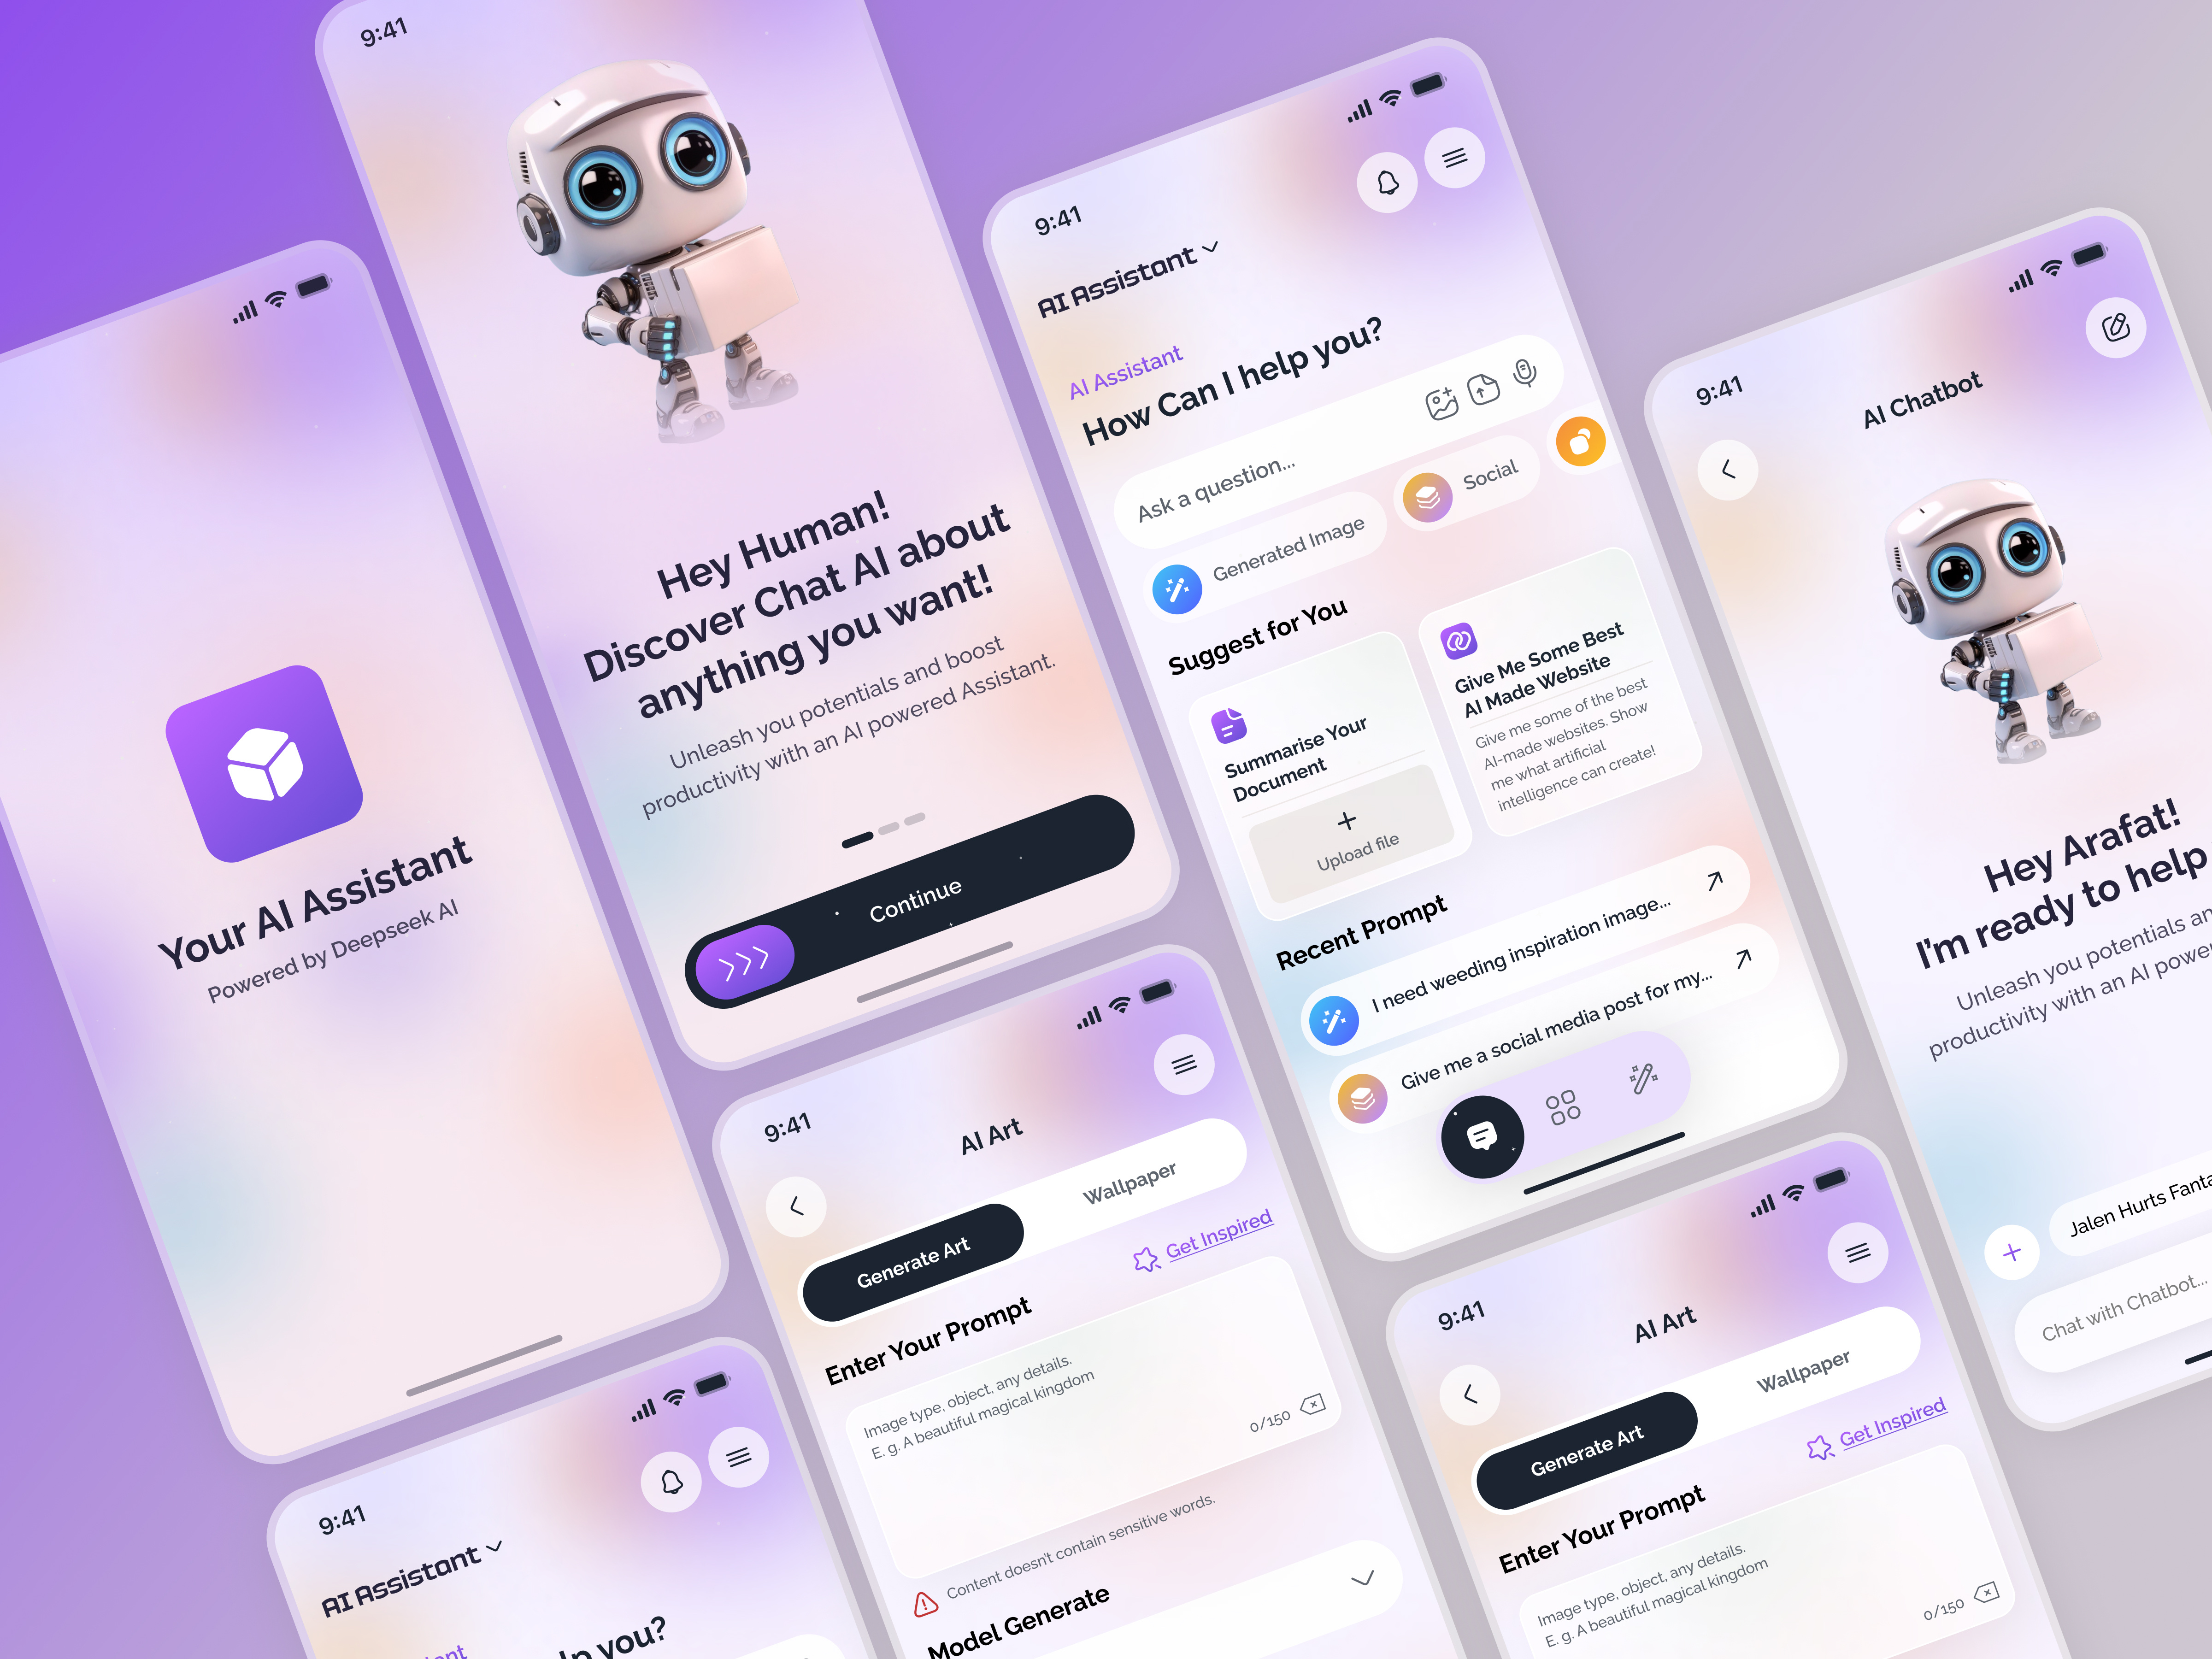 Your AI Assistant
Powered by Deepseek AI
9:41
Hey Human!
Discover Chat AI about
anything you want!
Unleash you potentials and boost
productivity with an AI powered Assistant.
Continue
9:41
AI Assistant
AI Assistant
How Can I help you?
Ask a question...
Generated Image
Social
Suggest for You
Summarise Your
Document
Upload file
Give Me Some Best
AI Made Website
Give me some of the best
AI-made websites. Show
me what artificial
intelligence can create!
Recent Prompt
I need weeding inspiration image...
Give me a social media post for my...
9:41
AI Chatbot
Hey Arafat!
I'm ready to help
Unleash you potentials
productivity with an AI
Jalen Hurts
Chat with Chatbot...
9:41
AI Assistant
you?
9:41
AI Art
Generate Art
Wallpaper
Get Inspired
Enter Your Prompt
Image type, object, any details.
E. g. A beautiful magical kingdom
0/150
Content doesn't contain sensitive words.
Model Generate
9:41
AI Art
Generate Art
Wallpaper
Get Inspired
Enter Your Prompt
Image type, object, any details.
E. g. A beautiful magical kingdom
0/150